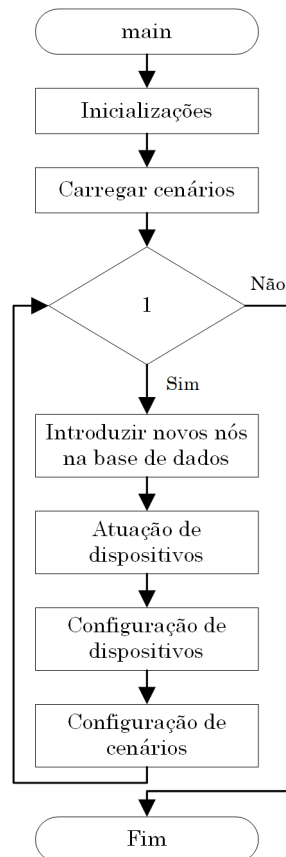 main
Inicializações
Carregar cenários
1
Não
Sim
Introduzir novos nós
na base de dados
Atuação de
dispositivos
Configuração de
dispositivos
Configuração de
cenários
Fim